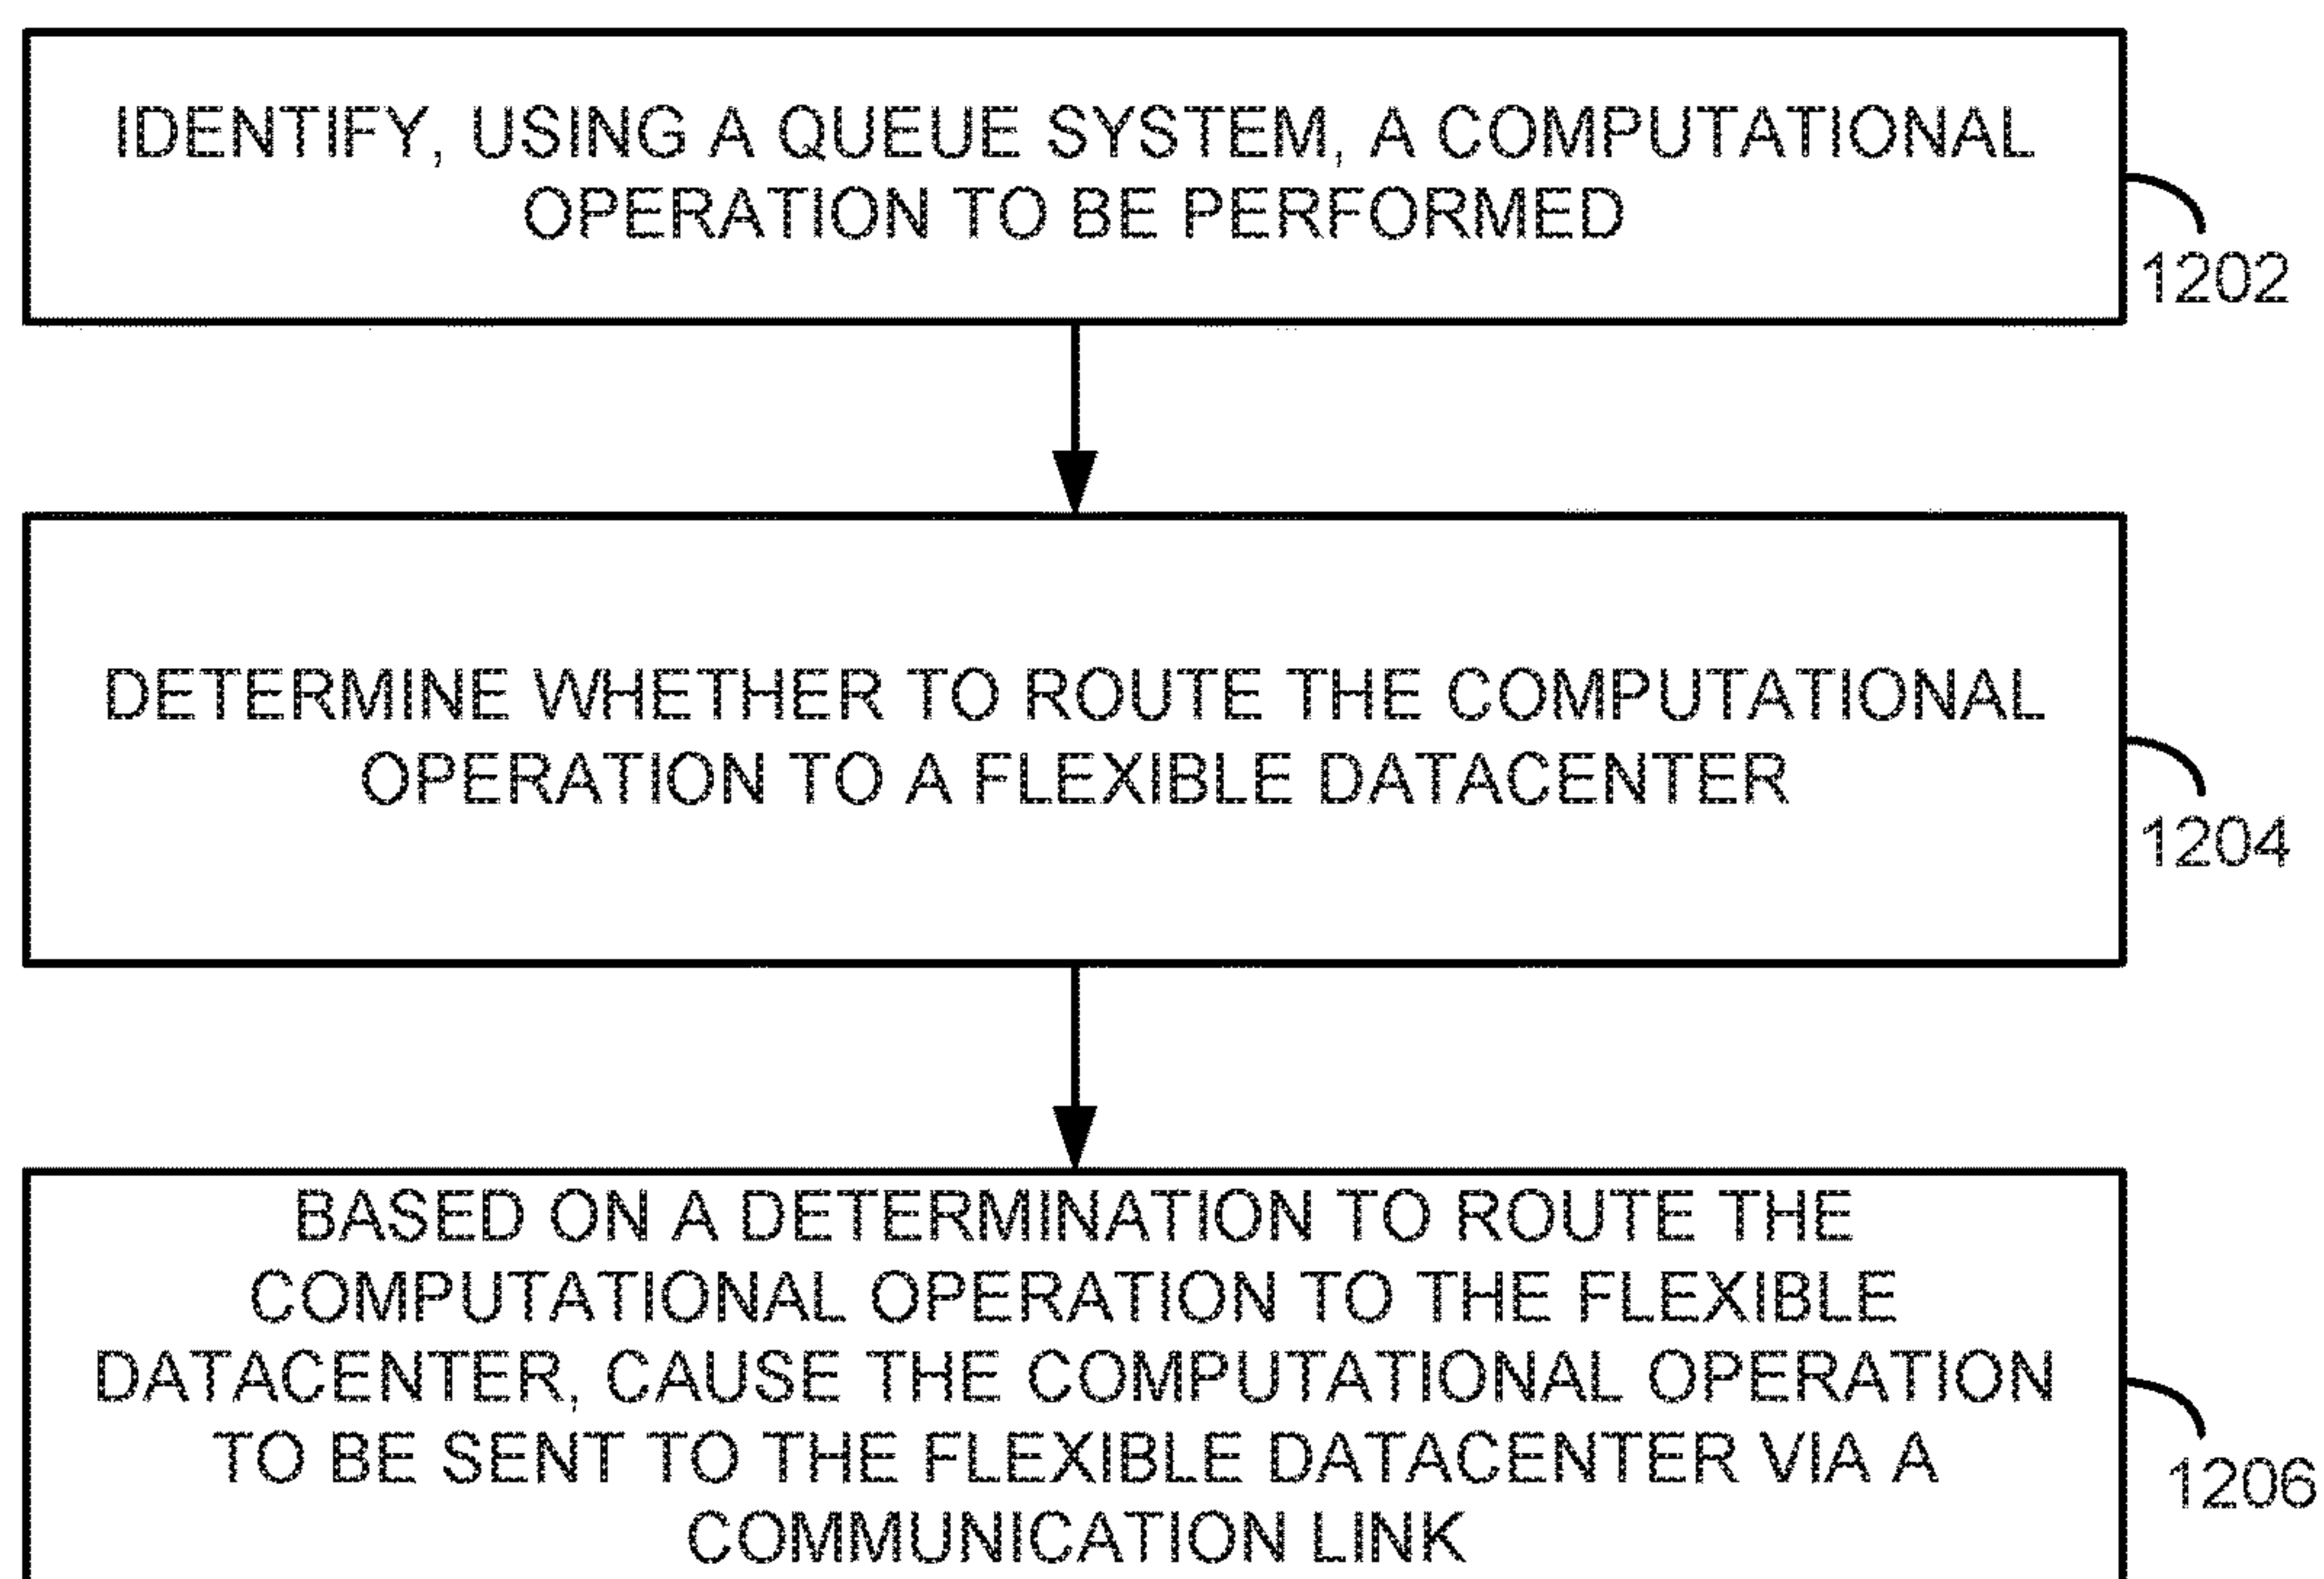 IDENTIFY, USING A QUEUE SYSTEM, A COMPUTATIONAL
OPERATION TO BE PERFORMED
1202
DETERMINE WHETHER TO ROUTE THE COMPUTATIONAL
OPERATION TO A FLEXIBLE DATACENTER
1204
BASED ON A DETERMINATION TO ROUTE THE
COMPUTATIONAL OPERATION TO THE FLEXIBLE
DATACENTER, CAUSE THE COMPUTATIONAL OPERATION
TO BE SENT TO THE FLEXIBLE DATACENTER VIA A
COMMUNICATION LINK
1206